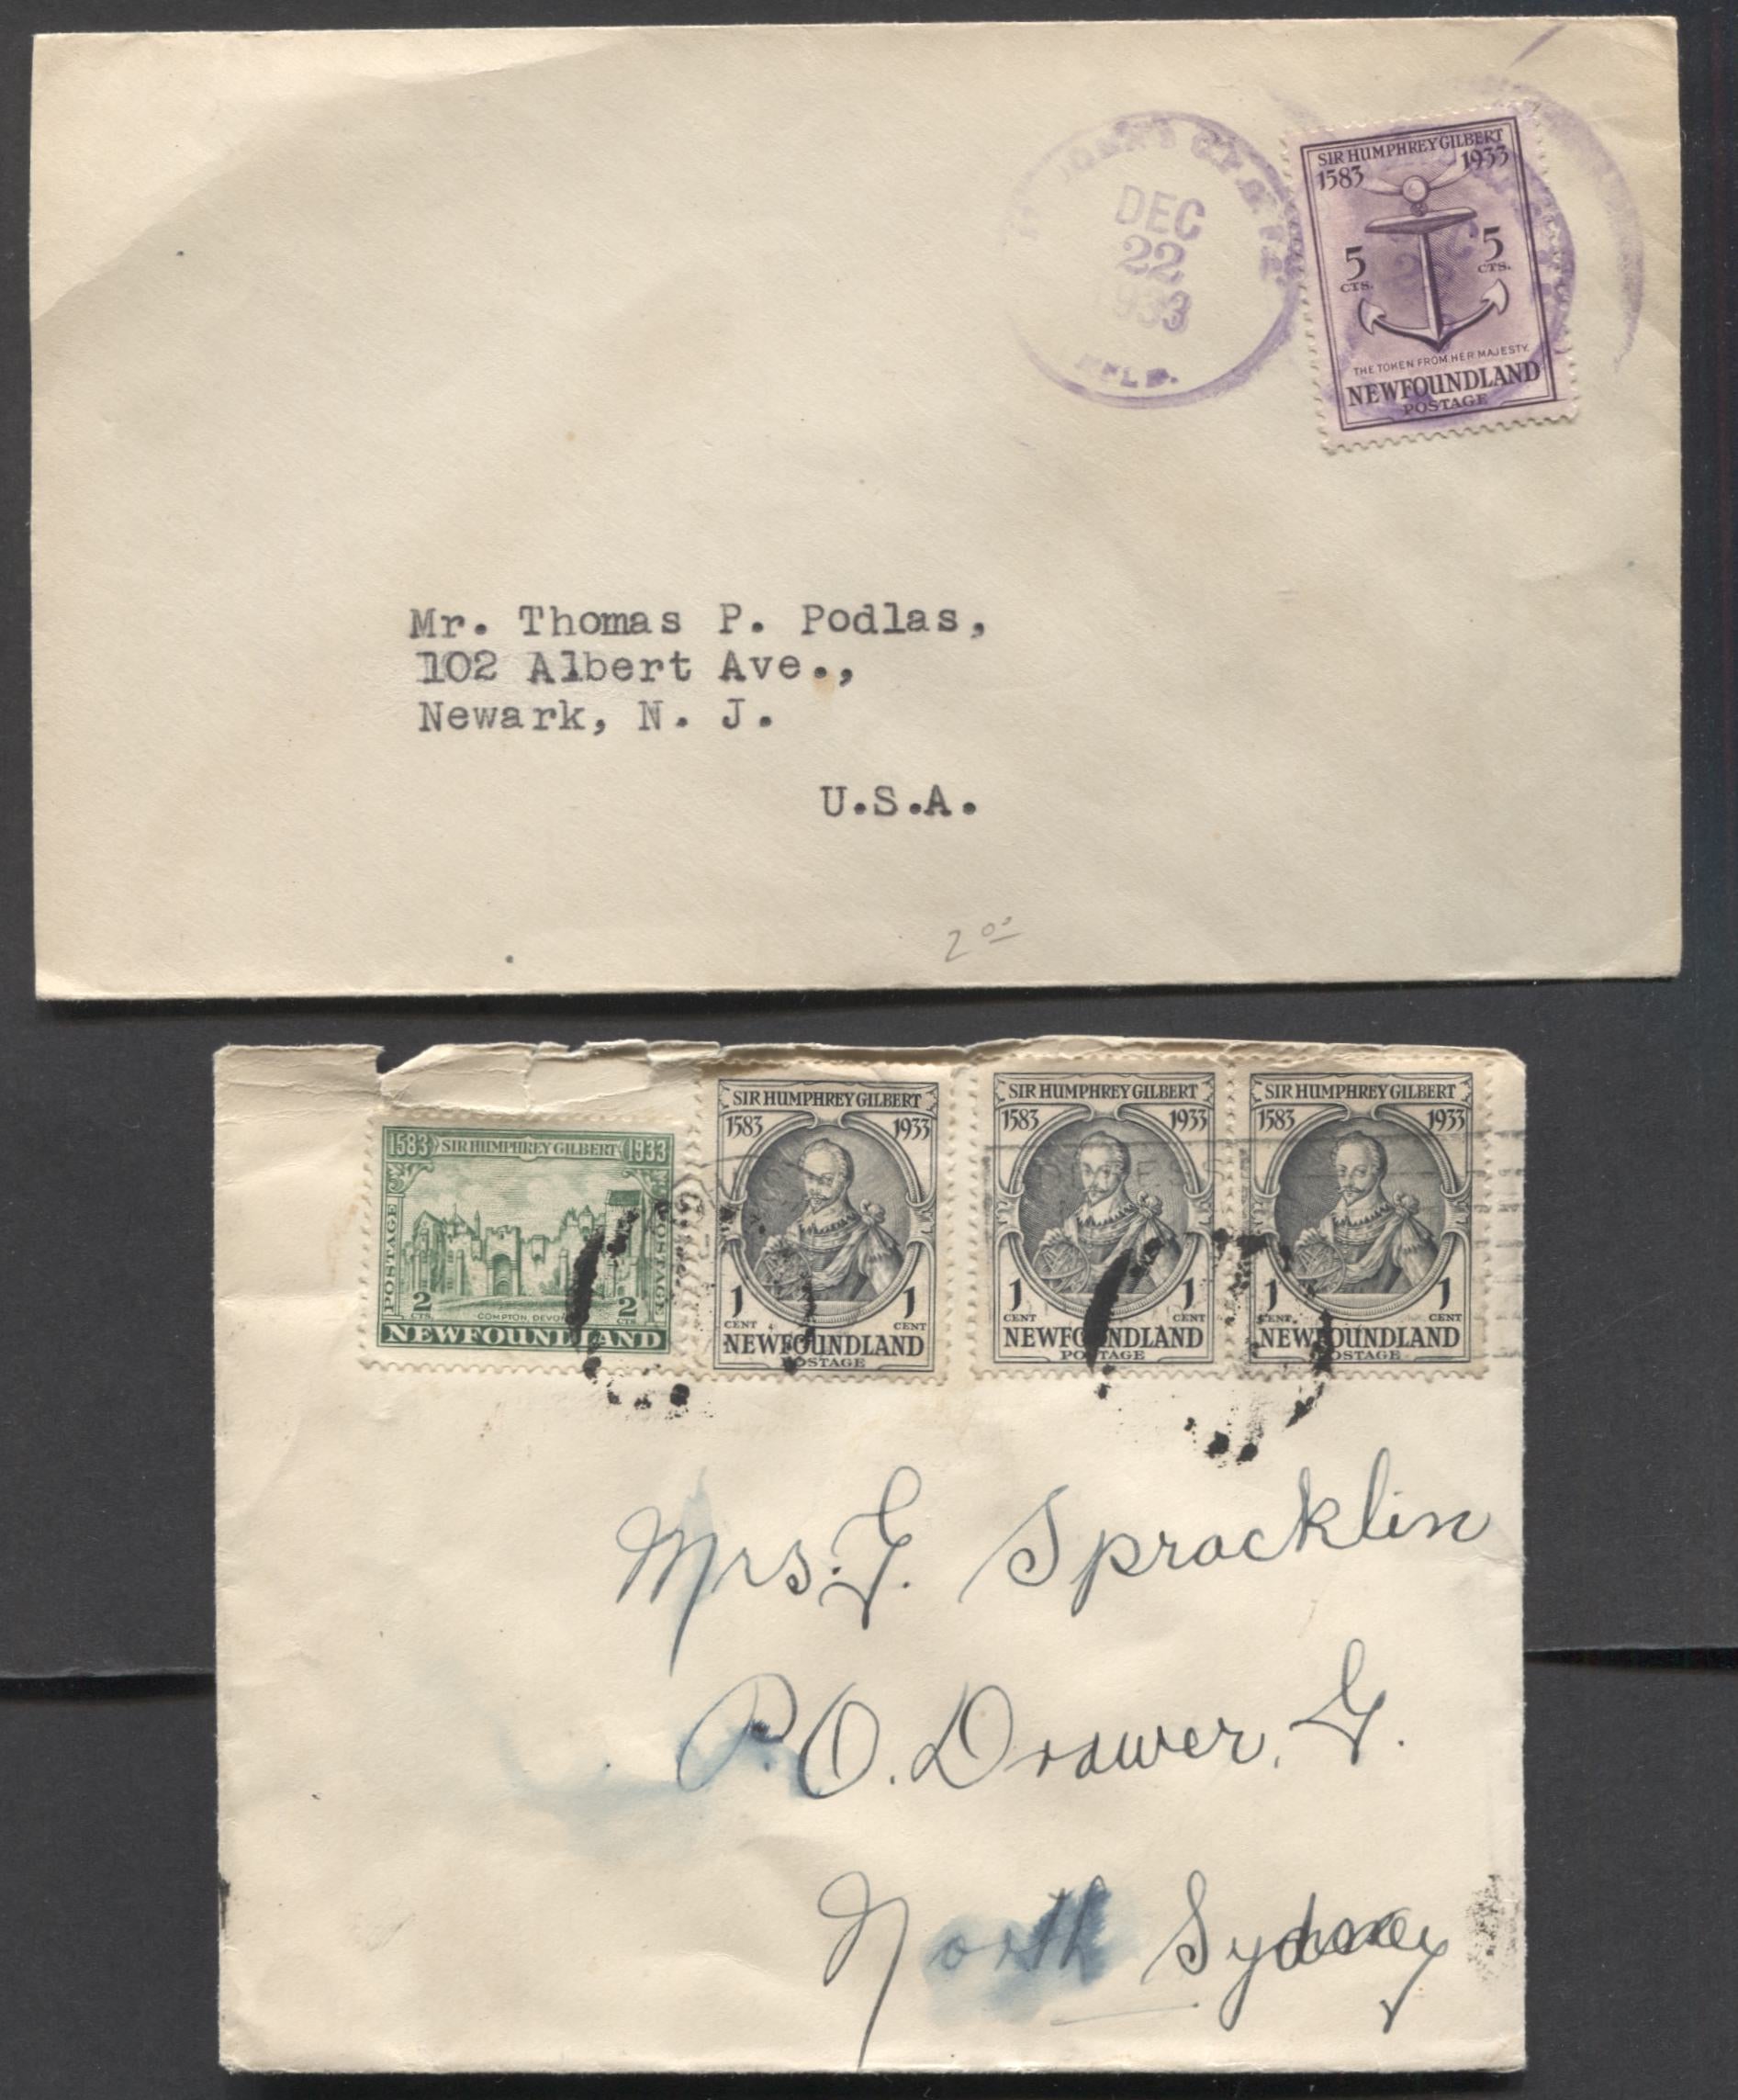 DEC
22
1933
NFLD.
SIR HUMPHREY GILBERT
1583 1933
5 CTS. 5 CTS.
THE TOKEN FROM HER MAJESTY.
NEWFOUNDLAND
POSTAGE
Mr. Thomas P. Podlas,
102 Albert Ave.,
Newark, N. J.
U.S.A.
2 00
1583 SIR HUMPHREY GILBERT 1933
POSTAGE POSTAGE
2 CTS. 2 CTS
COMPTON, DEVON
NEWFOUNDLAND
SIR HUMPHREY GILBERT
1583 1933
1 CENT 1 CENT
NEWFOUNDLAND
POSTAGE
SIR HUMPHREY GILBERT
1583 1933
1 CENT 1 CENT
NEWFOUNDLAND
POSTAGE
SIR HUMPHREY GILBERT
1583 1933
1 CENT 1 CENT
NEWFOUNDLAND
POSTAGE
Mrs. J. Spracklin
P.O. Drawer, G.
North Sydney